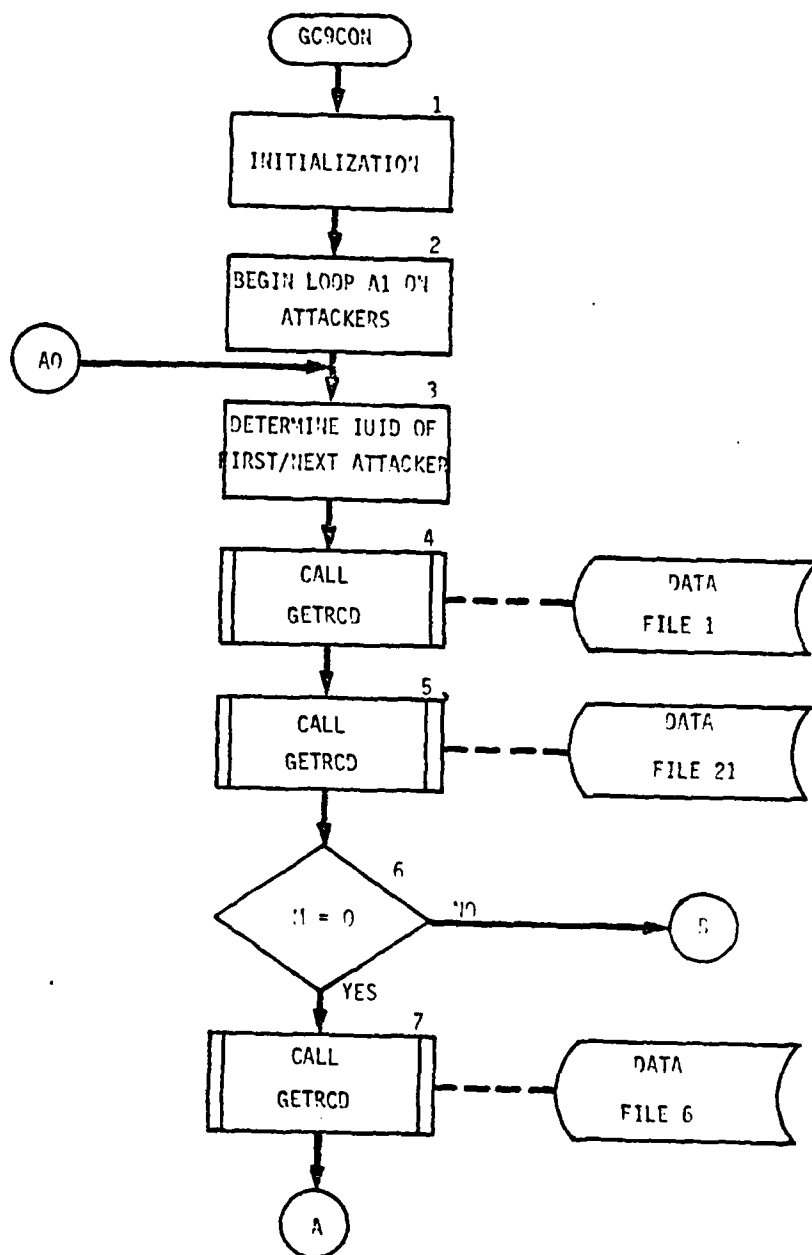 GC9CON
1
INITIALIZATION
2
BEGIN LOOP A1 ON
ATTACKERS
A0
3
DETERMINE IUID OF
FIRST/NEXT ATTACKER
4
CALL
GETRCD
DATA
FILE 1
5
CALL
GETRCD
DATA
FILE 21
6
= 0
NO
B
YES
7
CALL
GETRCD
DATA
FILE 6
A